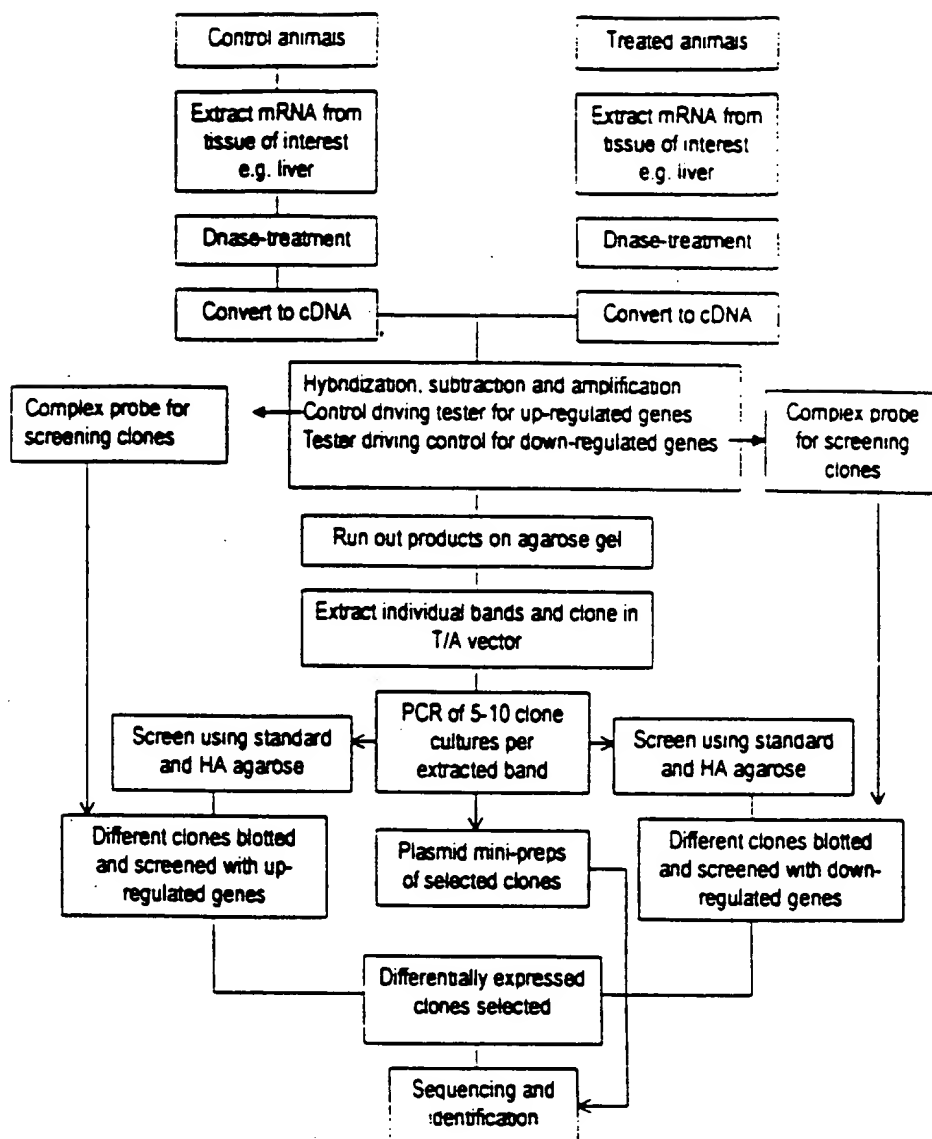 Control animals
Treated animals
Extract mRNA from
tissue of interest
e.g. liver
Extract mRNA from
tissue of interest
e.g. liver
Dnase-treatment
Dnase-treatment
Convert to cDNA
Convert to cDNA
Hybridization, subtraction and amplification
Control driving tester for up-regulated genes
Tester driving control for down-regulated genes
Complex probe for
screening clones
Complex probe
for screening
clones
Run out products on agarose gel
Extract individual bands and clone in
T/A vector
PCR of 5-10 clone
cultures per
extracted band
Screen using standard
and HA agarose
Screen using standard
and HA agarose
Different clones blotted
and screened with up-
regulated genes
Plasmid mini-preps
of selected clones
Different clones blotted
and screened with down-
regulated genes
Differentially expressed
clones selected
Sequencing and
identification